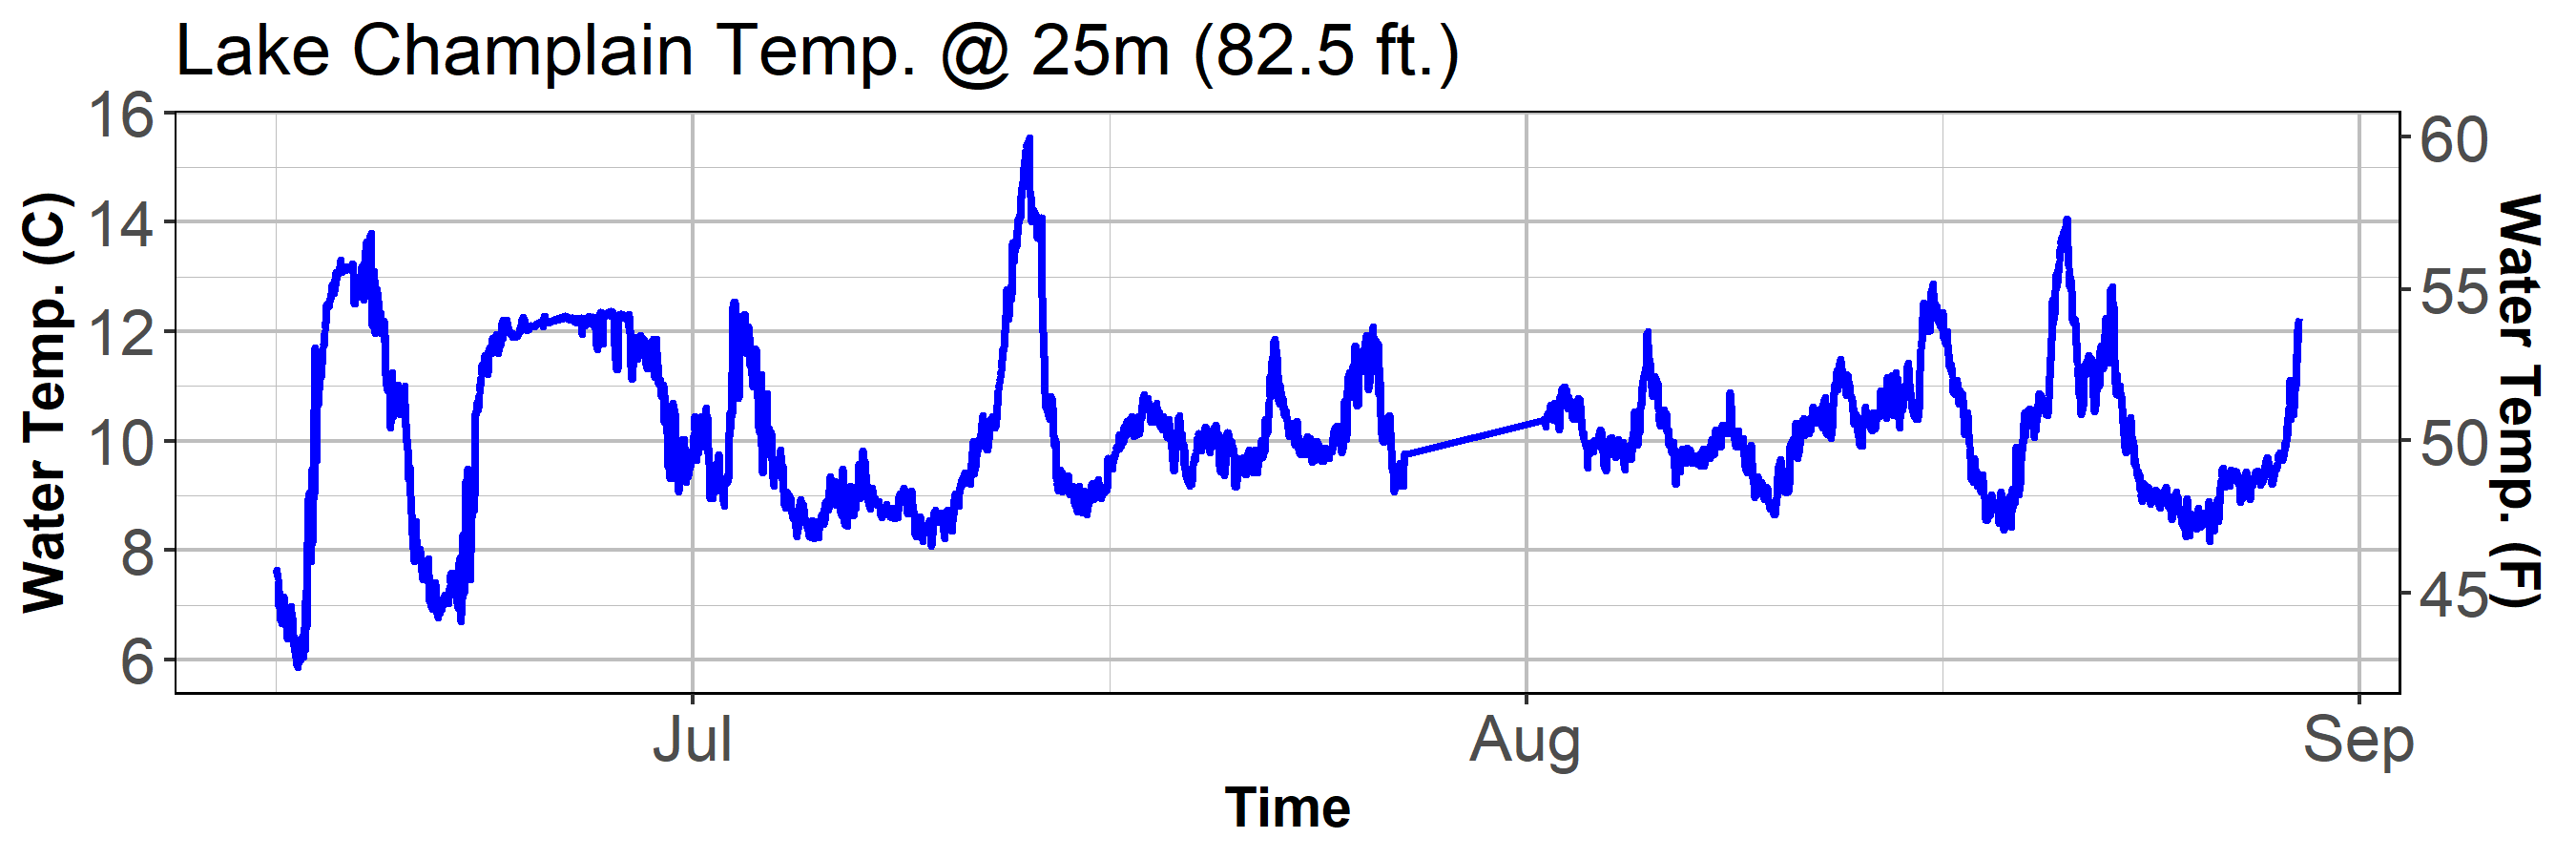 Lake Champlain Temp. @ 25m (82.5 ft.)
Water Temp. (C)
16
14
12
10
8
6
60
55
50
45
Water Temp. (F)
Jul
Aug
Sep
Time